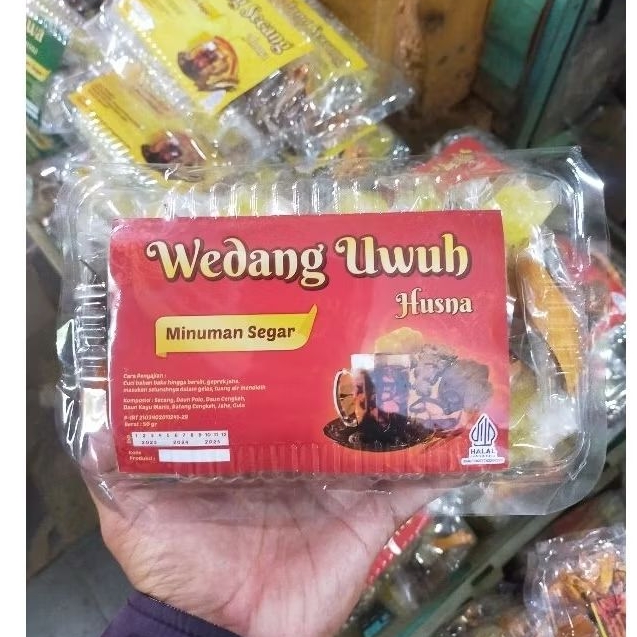 Wedang Uwuh
Husna
Minuman Segar
Cara Penyajian :
Cuci bahan baku hingga bersih, geprek jahe,
masukan seluruhnya dalam gelas, tuang air mendidih
Komposisi : Secang, Daun Pala, Daun Cengkeh,
Daun Kayu Manis, Batang Cengkeh, Jahe, Gula
Berat : 50 gr
1 2 3 4 5 6 7 8 9 10 11 12
2023 2024
Kode
Produksi :
HALAL
INDONESIA